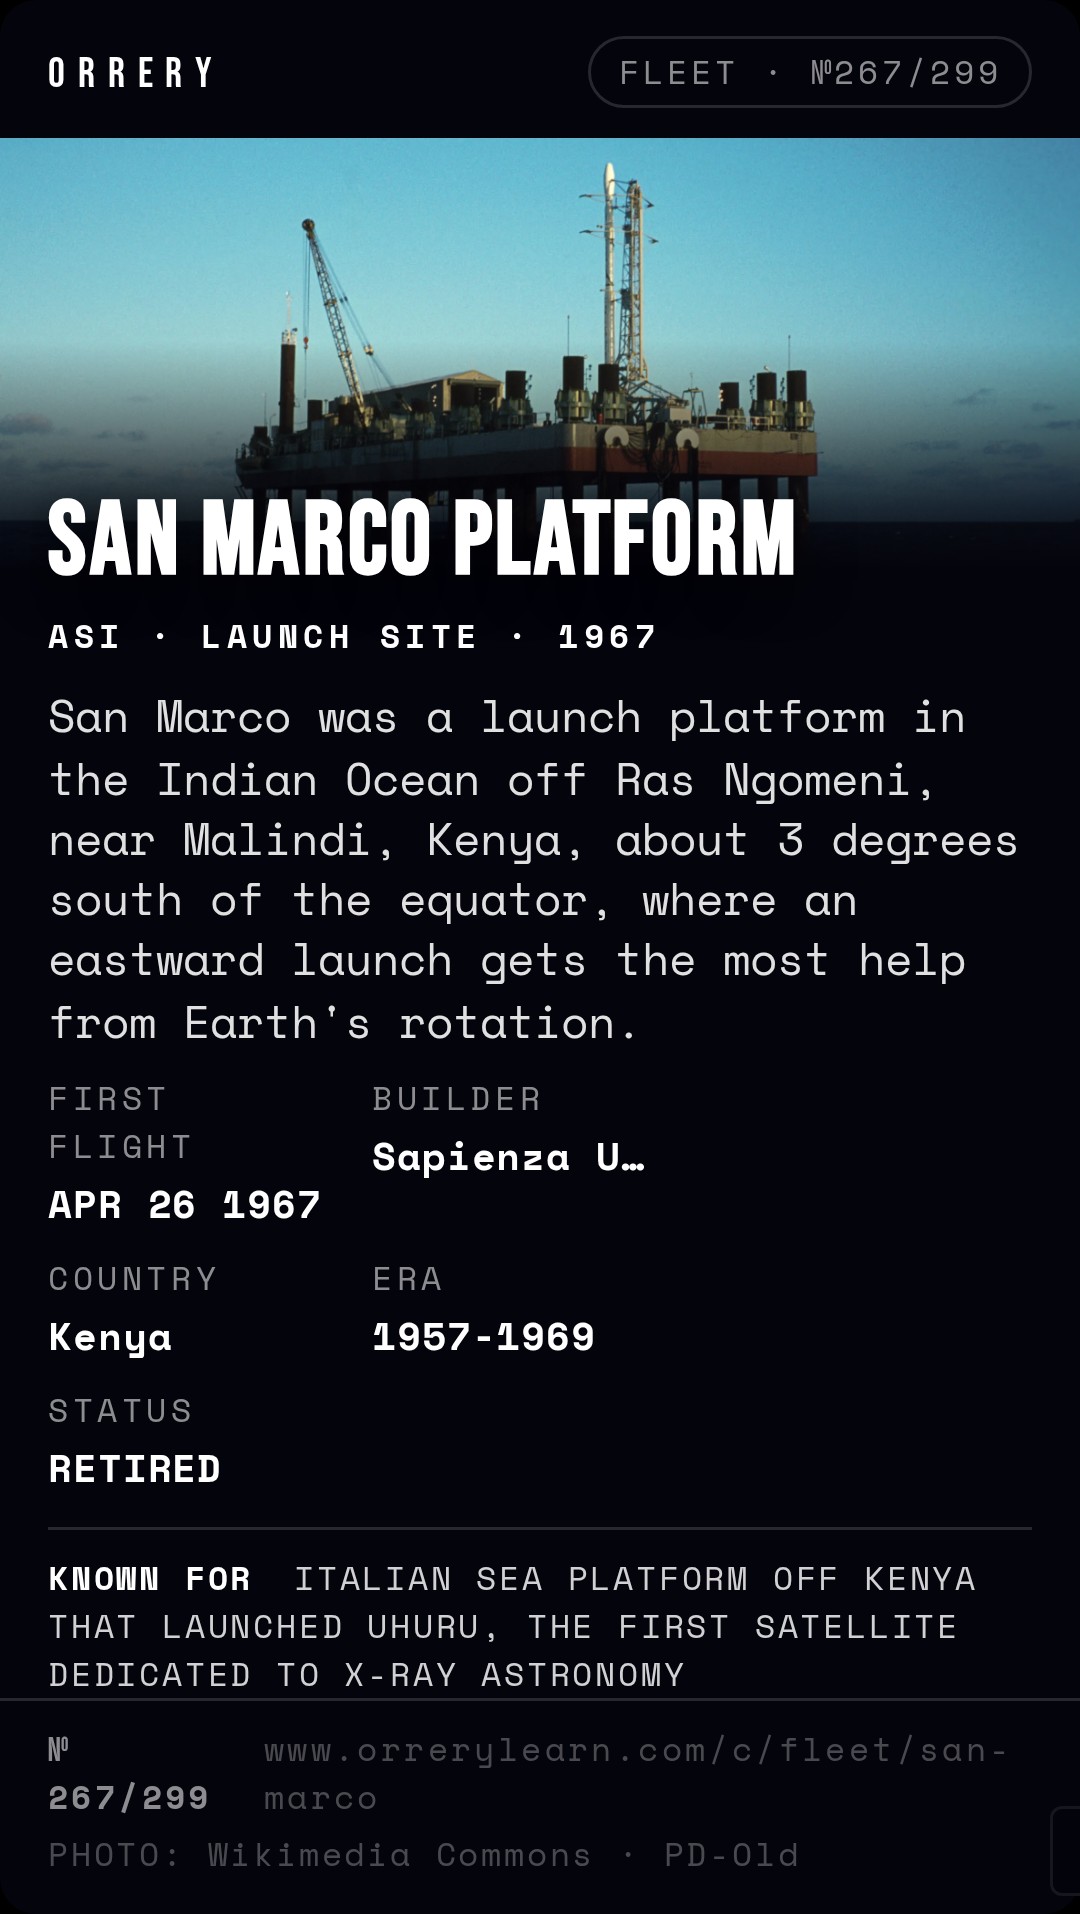 ORRERY
FLEET · №267/299
SAN MARCO PLATFORM
ASI · LAUNCH SITE · 1967
San Marco was a launch platform in
the Indian Ocean off Ras Ngomeni,
near Malindi, Kenya, about 3 degrees
south of the equator, where an
eastward launch gets the most help
from Earth's rotation.
FIRST
FLIGHT
APR 26 1967
BUILDER
Sapienza U…
COUNTRY
Kenya
ERA
1957-1969
STATUS
RETIRED
KNOWN FOR ITALIAN SEA PLATFORM OFF KENYA
THAT LAUNCHED UHURU, THE FIRST SATELLITE
DEDICATED TO X-RAY ASTRONOMY
№
267/299
www.orrerylearn.com/c/fleet/san-
marco
PHOTO: Wikimedia Commons · PD-Old